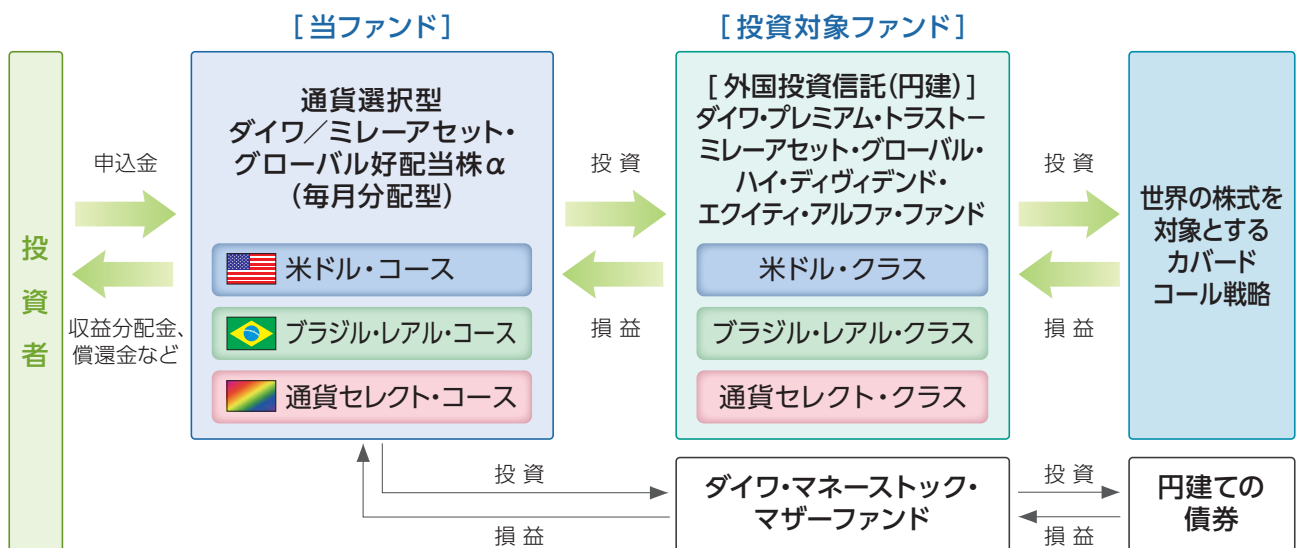 [当ファンド]
[投資対象ファンド]
投資者
申込金
収益分配金、
償還金など
通貨選択型
ダイワ/ミレーアセット・
グローバル好配当株α
(毎月分配型)
米ドル・コース
ブラジル・レアル・コース
通貨セレクト・コース
投資
損益
[外国投資信託(円建)]
ダイワ・プレミアム・トラスト−
ミレーアセット・グローバル・
ハイ・ディヴィデンド・
エクイティ・アルファ・ファンド
米ドル・クラス
ブラジル・レアル・クラス
通貨セレクト・クラス
投資
損益
世界の株式を
対象とする
カバード
コール戦略
投資
損益
ダイワ・マネーストック・
マザーファンド
投資
損益
円建ての
債券